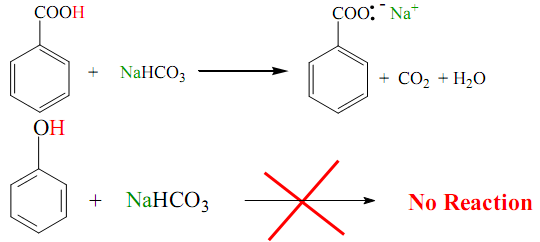 COOH
COO:⁻ Na⁺
+ NaHCO₃
+ CO₂ + H₂O
OH
+ NaHCO₃
No Reaction